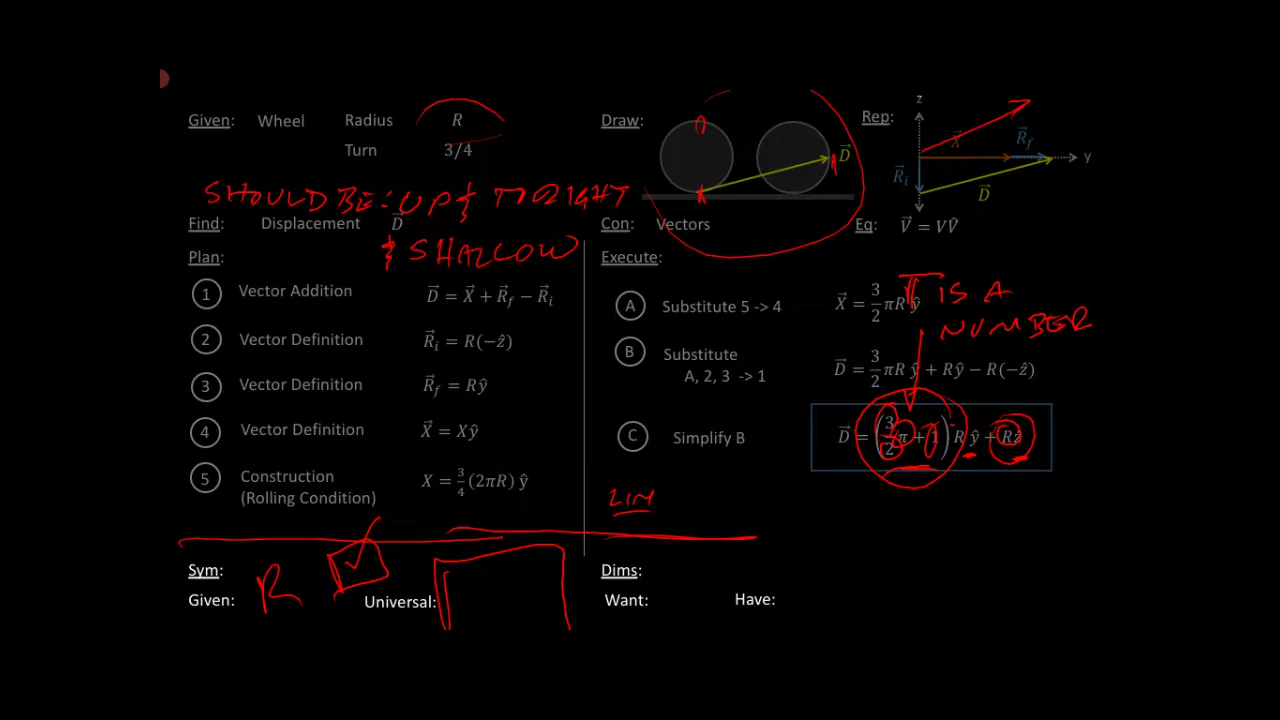 Given: Wheel Radius R
Turn 3/4
SHOULD BE: UP & TO RIGHT
& SHALLOW
Find: Displacement D⃗
Plan:
1 Vector Addition D⃗ = X⃗ + R⃗f − R⃗i
2 Vector Definition R⃗i = R(−ẑ)
3 Vector Definition R⃗f = Rŷ
4 Vector Definition X⃗ = Xŷ
5 Construction (Rolling Condition) X = 3/4 (2πR) ŷ
Draw: D⃗
Rep: z y X⃗ R⃗f R⃗i D⃗
Con: Vectors
Eq: V⃗ = VV̂
Execute:
A Substitute 5 -> 4 X⃗ = 3/2 πR ŷ
π IS A
NUMBER
B Substitute
A, 2, 3 -> 1 D⃗ = 3/2 πR ŷ + Rŷ − R(−ẑ)
C Simplify B D⃗ = (3/2 π + 1) R ŷ + Rẑ
LIM
Sym:
Given: R Universal:
Dims:
Want: Have: